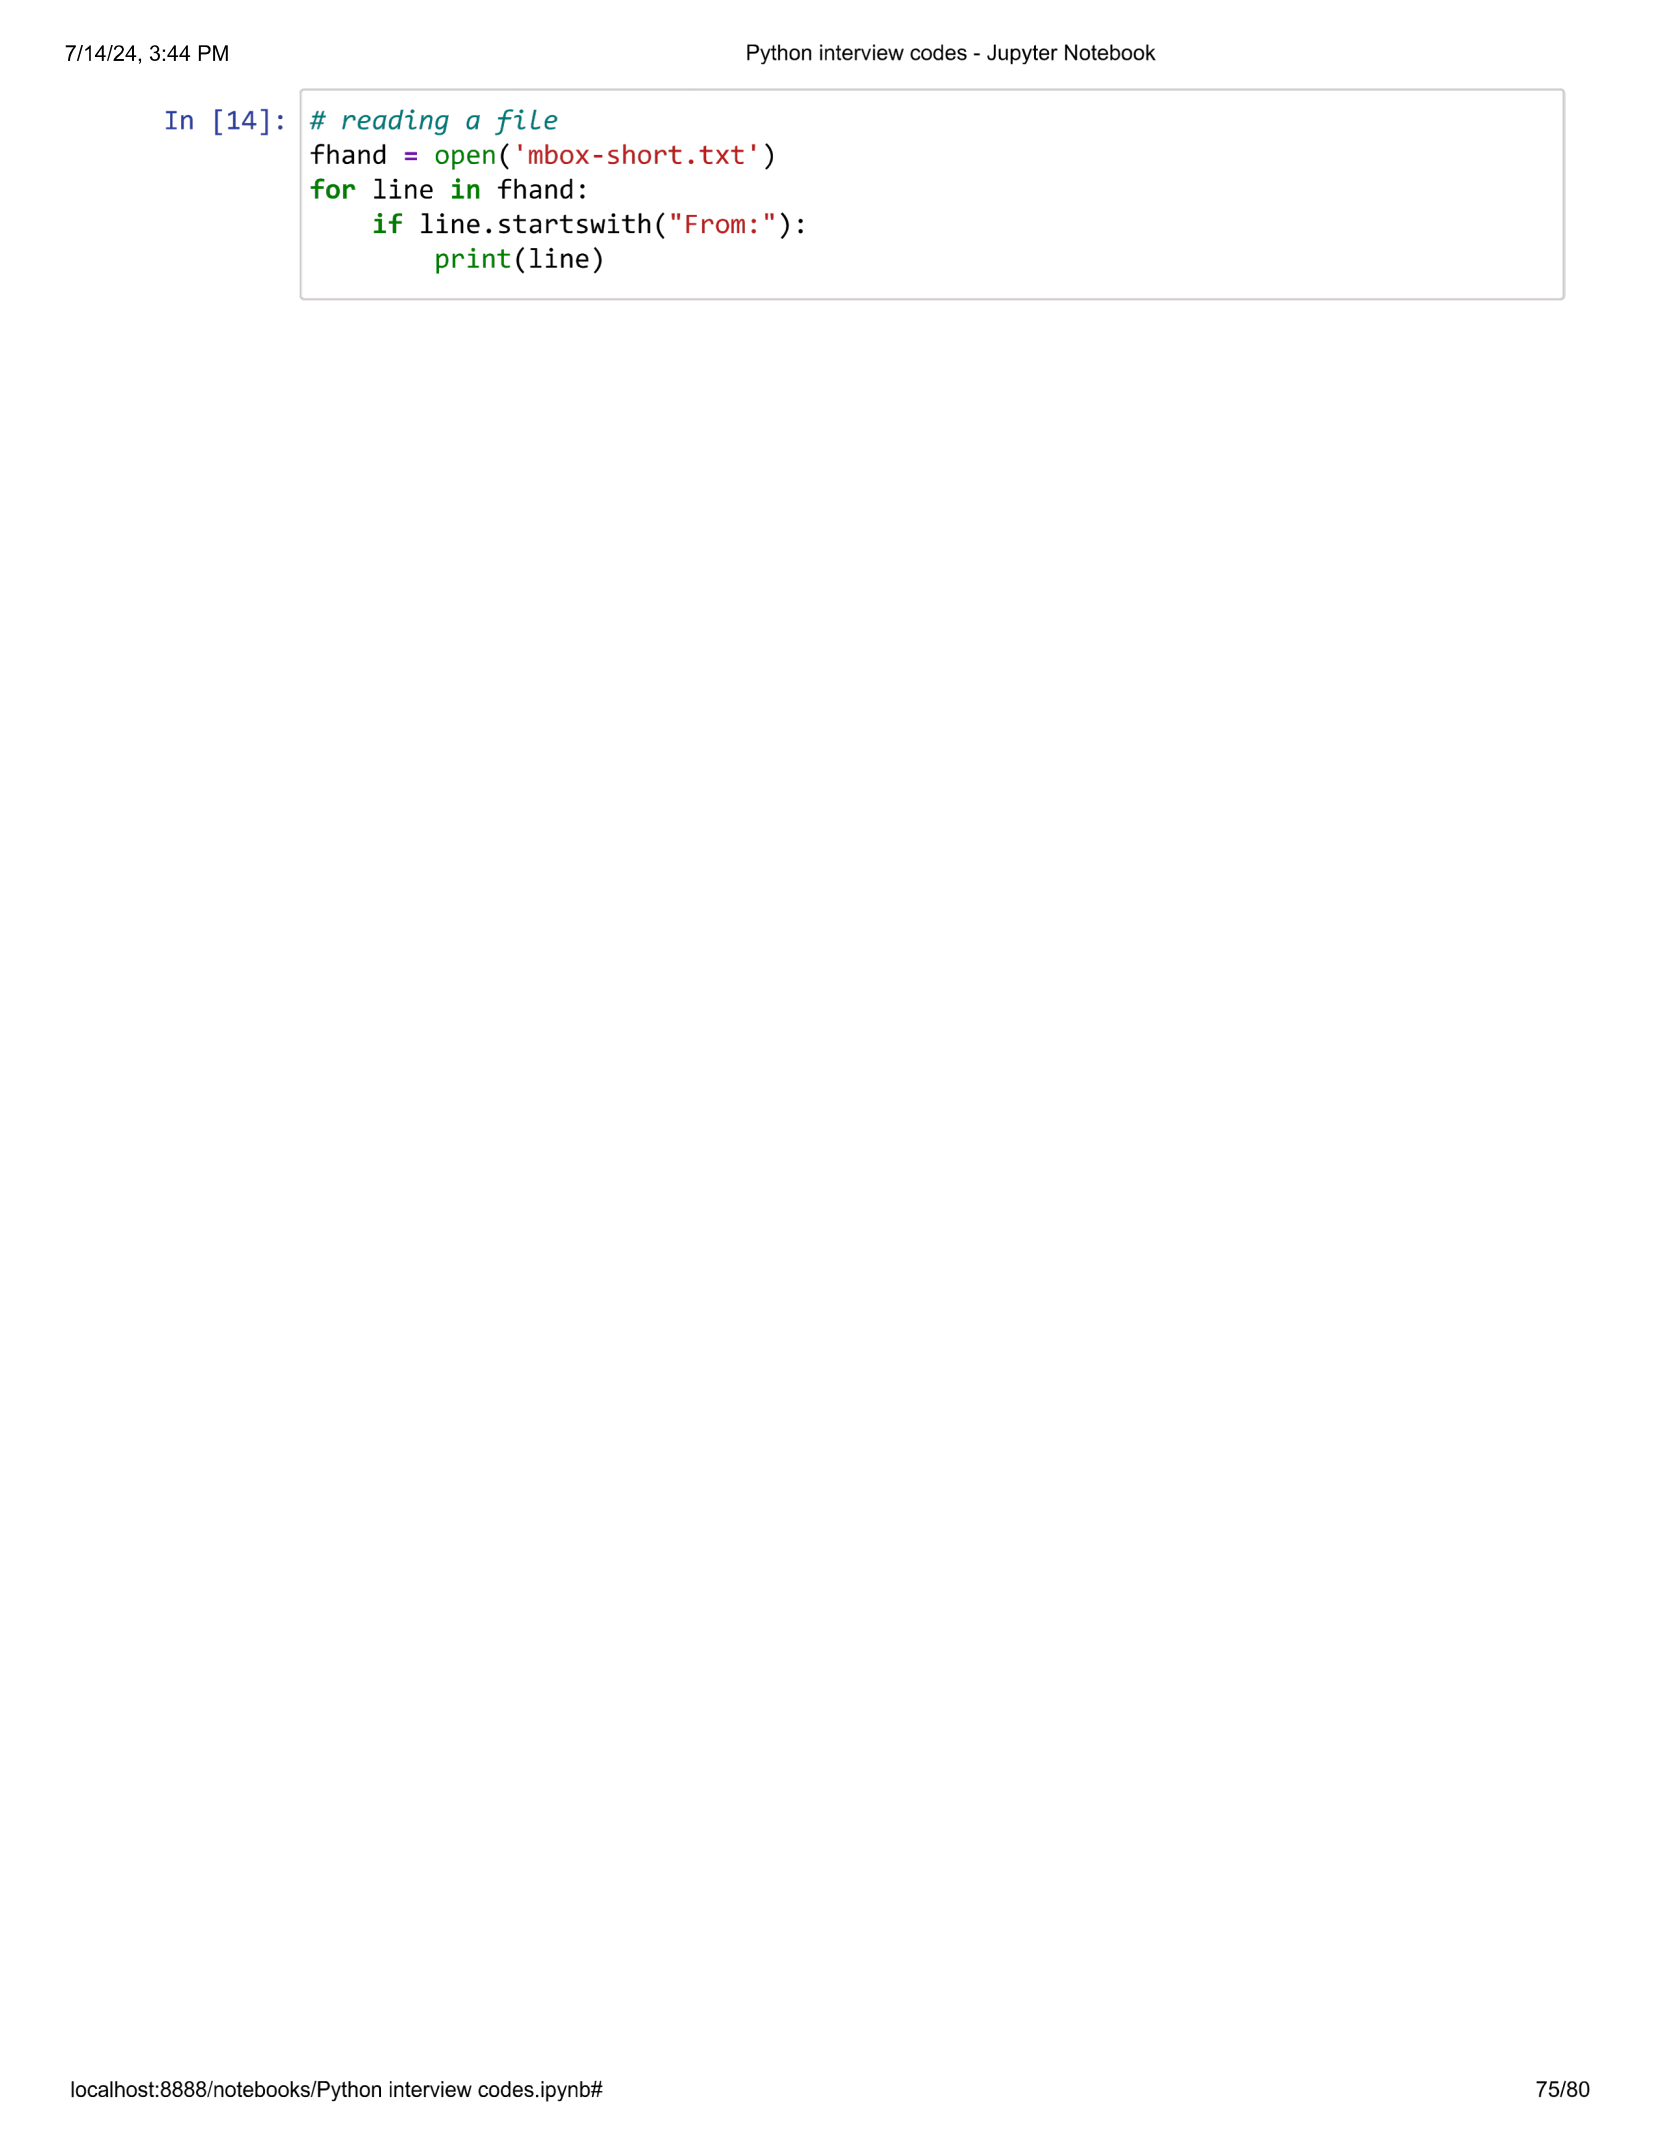 7/14/24, 3:44 PM
Python interview codes - Jupyter Notebook
In [14]:
# reading a file
fhand = open('mbox-short.txt')
for line in fhand:
    if line.startswith("From:"):
        print(line)
localhost:8888/notebooks/Python interview codes.ipynb#
75/80